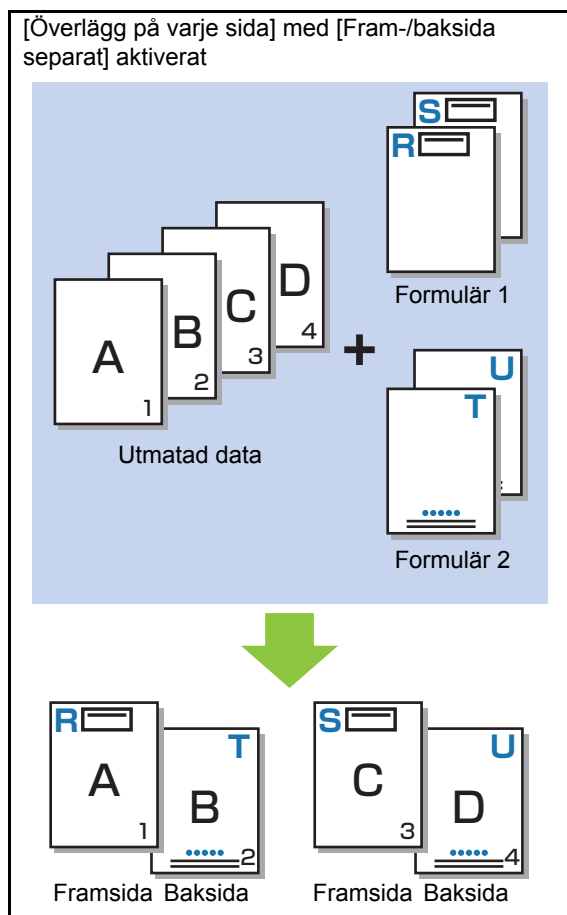 [Överlägg på varje sida] med [Fram-/baksida
separat] aktiverat
S
R
Formulär 1
A
1
B
2
C
3
D
4
+
Utmatad data
U
T
Formulär 2
R
A
1
T
B
2
S
C
3
U
D
4
Framsida Baksida
Framsida Baksida